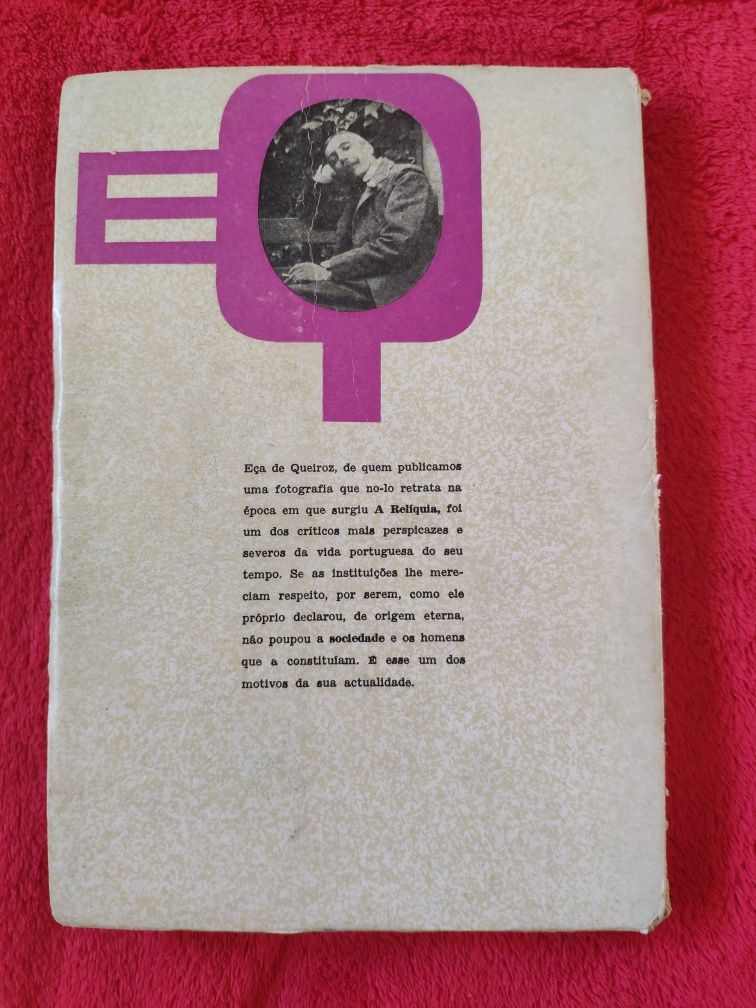 EQ
Eça de Queiroz, de quem publicamos
uma fotografia que no-lo retrata na
época em que surgiu A Relíquia, foi
um dos críticos mais perspicazes e
severos da vida portuguesa do seu
tempo. Se as instituições lhe mere-
ciam respeito, por serem, como ele
próprio declarou, de origem eterna,
não poupou a sociedade e os homens
que a constituíam. É esse um dos
motivos da sua actualidade.